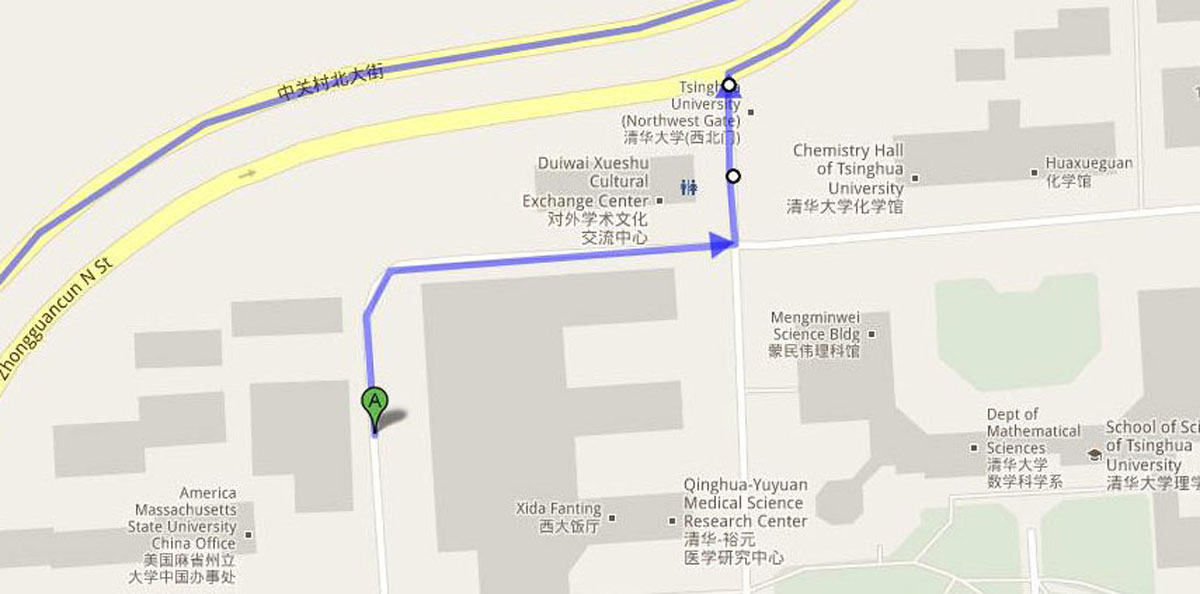 中关村北大街
Zhongguancun N St
Tsinghua
University
(Northwest Gate)
清华大学(西北门)
Duiwai Xueshu
Cultural
Exchange Center
对外学术文化
交流中心
Chemistry Hall
of Tsinghua
University
清华大学化学馆
Huaxueguan
化学馆
Mengminwei
Science Bldg
蒙民伟理科馆
A
Dept of
Mathematical
Sciences
清华大学
数学科学系
School of Sci
of Tsinghua
University
清华大学理学
America
Massachusetts
State University
China Office
美国麻省州立
大学中国办事处
Xida Fanting
西大饭厅
Qinghua-Yuyuan
Medical Science
Research Center
清华-裕元
医学研究中心